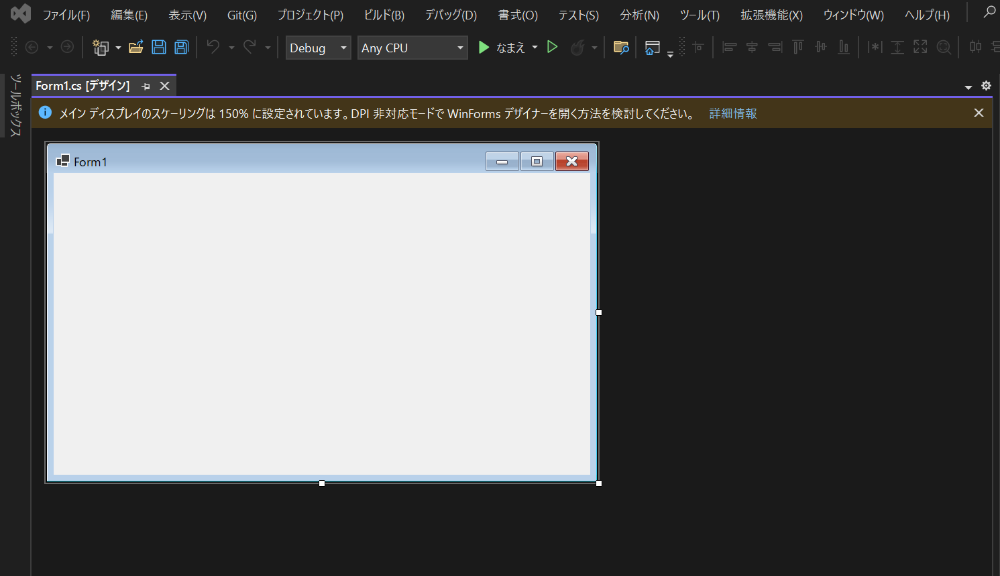 ファイル(F) 編集(E) 表示(V) Git(G) プロジェクト(P) ビルド(B) デバッグ(D) 書式(O) テスト(S) 分析(N) ツール(T) 拡張機能(X) ウィンドウ(W) ヘルプ(H)
Debug Any CPU なまえ
ツールボックス
Form1.cs [デザイン]
メイン ディスプレイのスケーリングは 150% に設定されています。DPI 非対応モードで WinForms デザイナーを開く方法を検討してください。 詳細情報
Form1